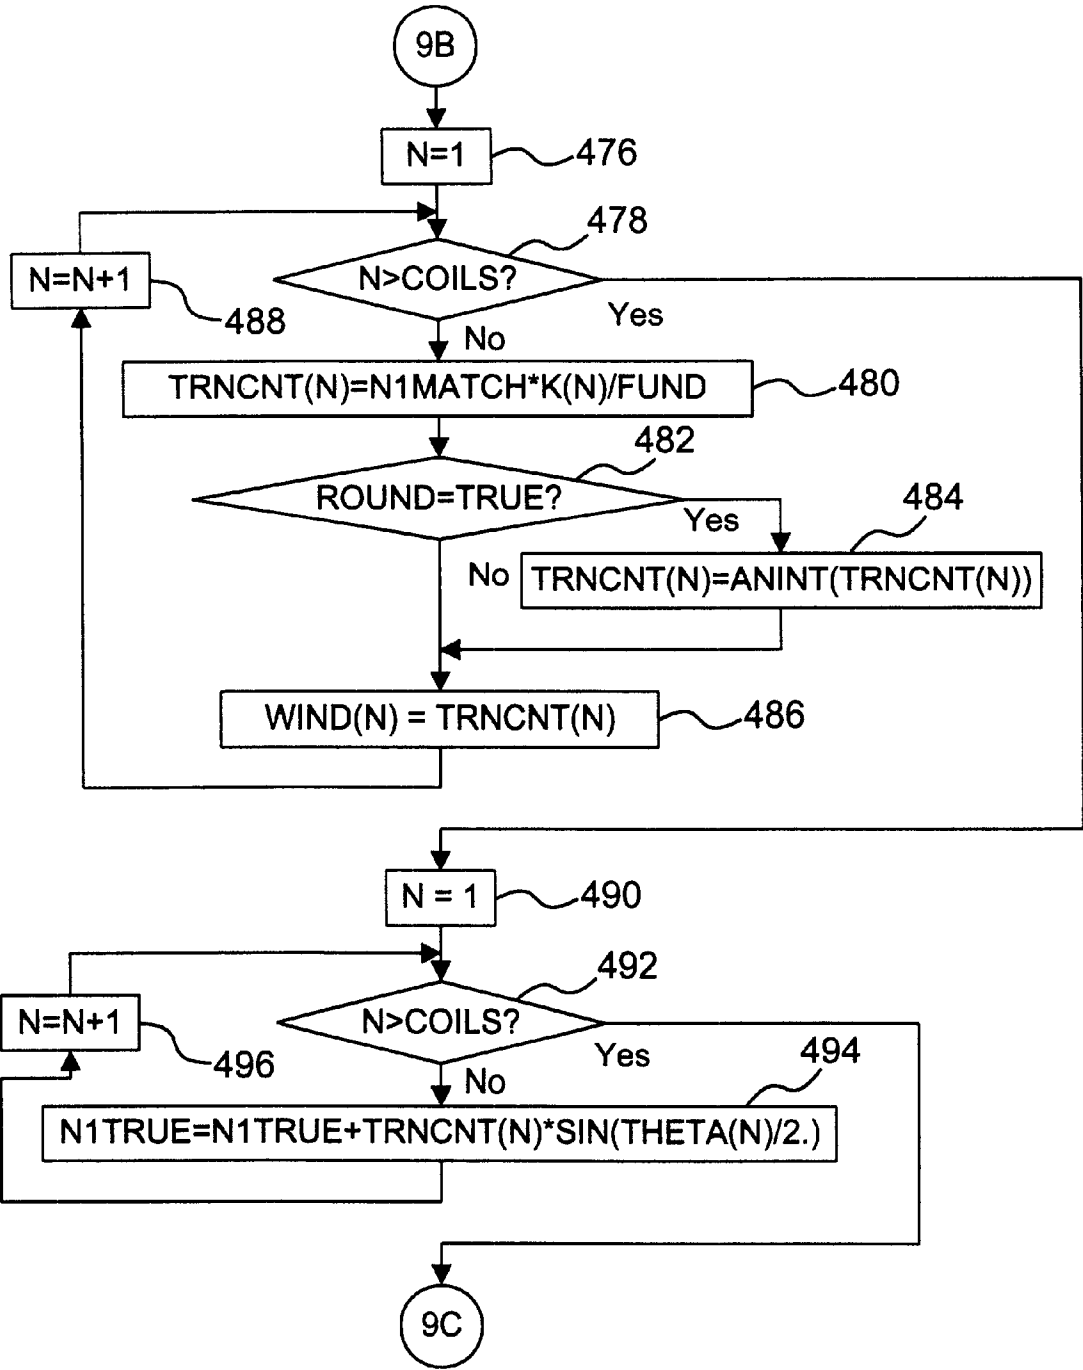 9B
N=1
476
478
N>COILS?
N=N+1
488
Yes
No
TRNCNT(N)=N1MATCH*K(N)/FUND
480
482
ROUND=TRUE?
484
Yes
No
TRNCNT(N)=ANINT(TRNCNT(N))
WIND(N) = TRNCNT(N)
486
N = 1
490
492
N>COILS?
N=N+1
496
Yes
494
No
N1TRUE=N1TRUE+TRNCNT(N)*SIN(THETA(N)/2.)
9C